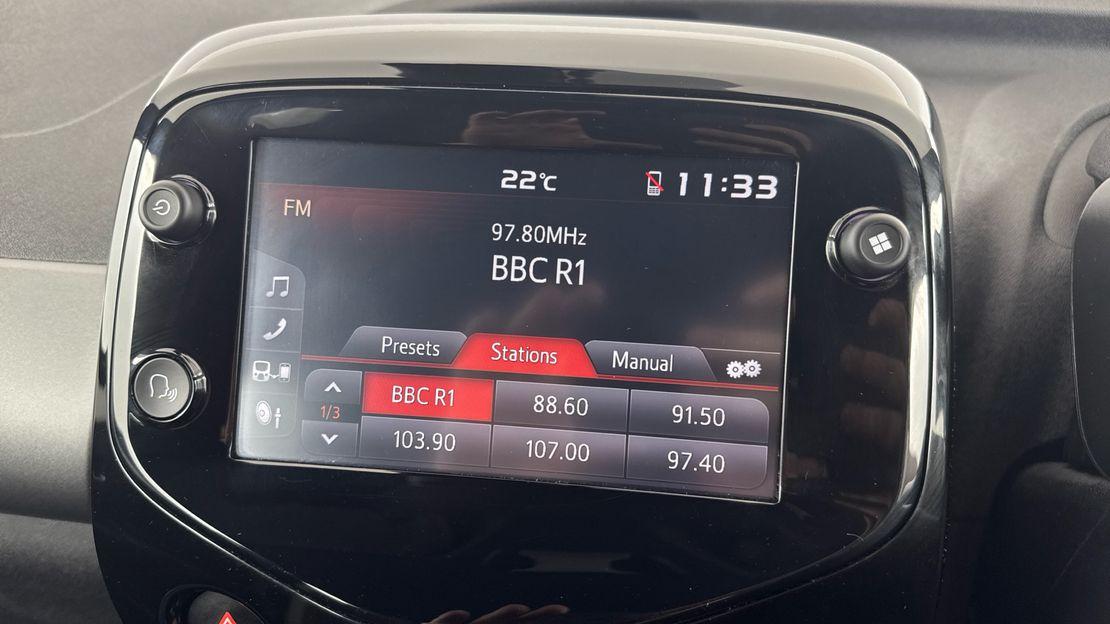 22°C 11:33
FM
97.80MHz
BBC R1
Presets Stations Manual
1/3
BBC R1 88.60 91.50
103.90 107.00 97.40